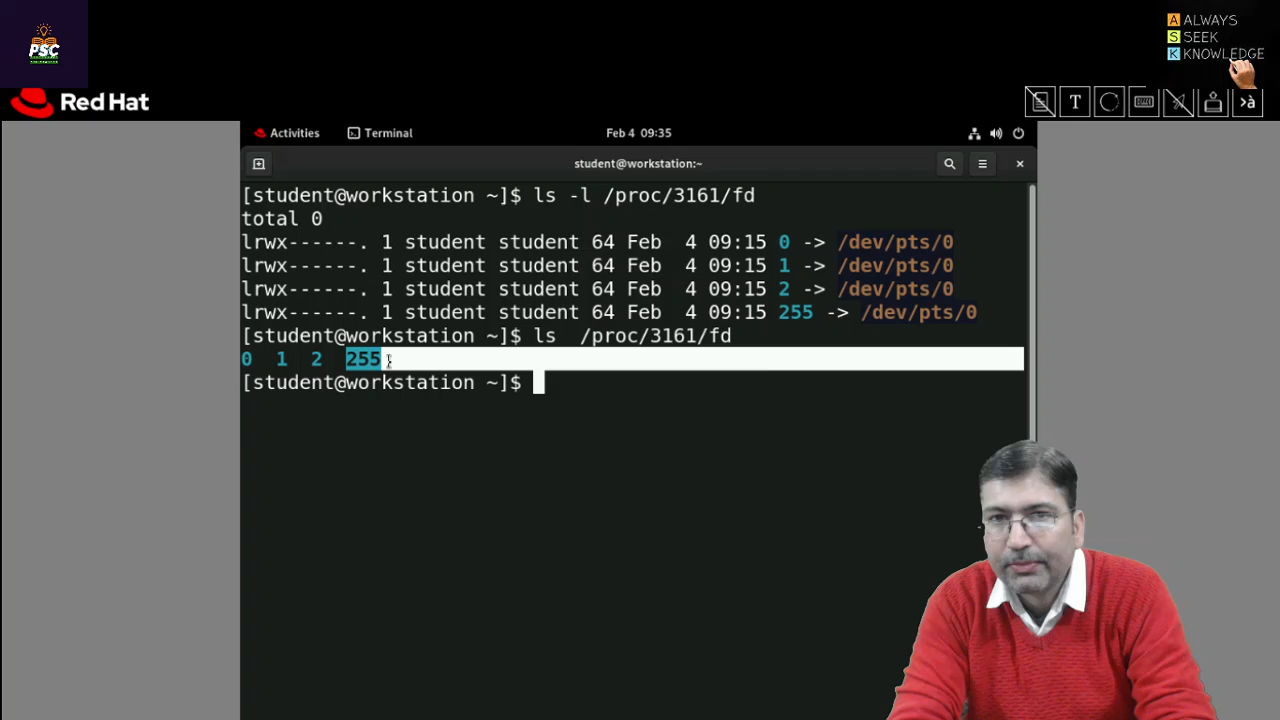 PSC
A ALWAYS
S SEEK
K KNOWLEDGE
Red Hat
T
›à
Activities
Terminal
Feb 4 09:35
student@workstation:~
[student@workstation ~]$ ls -l /proc/3161/fd
total 0
lrwx------. 1 student student 64 Feb  4 09:15 0 -> /dev/pts/0
lrwx------. 1 student student 64 Feb  4 09:15 1 -> /dev/pts/0
lrwx------. 1 student student 64 Feb  4 09:15 2 -> /dev/pts/0
lrwx------. 1 student student 64 Feb  4 09:15 255 -> /dev/pts/0
[student@workstation ~]$ ls  /proc/3161/fd
0  1  2  255
[student@workstation ~]$